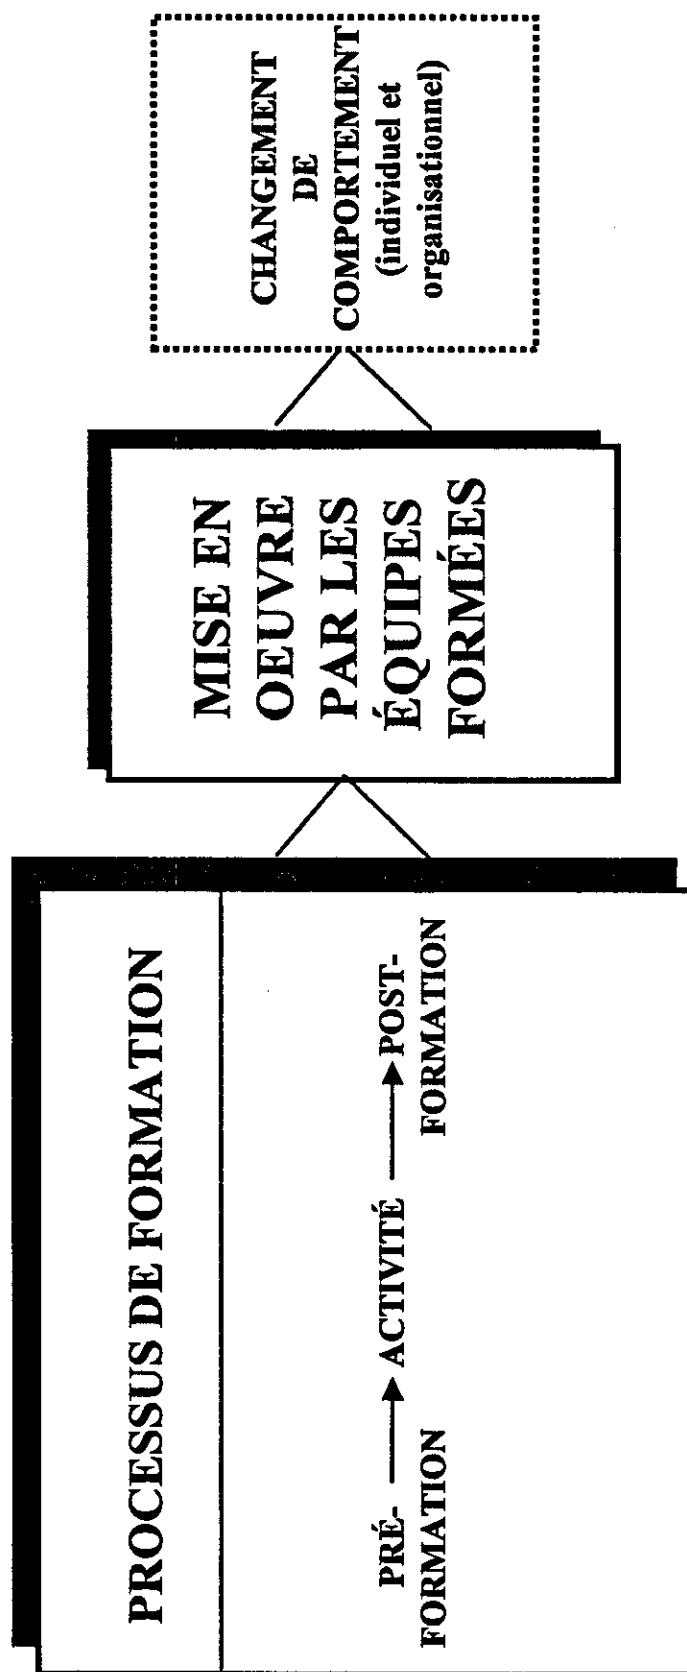 PROCESSUS DE FORMATION
PRÉ-
FORMATION
ACTIVITÉ
POST-
FORMATION
MISE EN
OEUVRE
PAR LES
ÉQUIPES
FORMÉES
CHANGEMENT
DE
COMPORTEMENT
(individuel et
organisationnel)